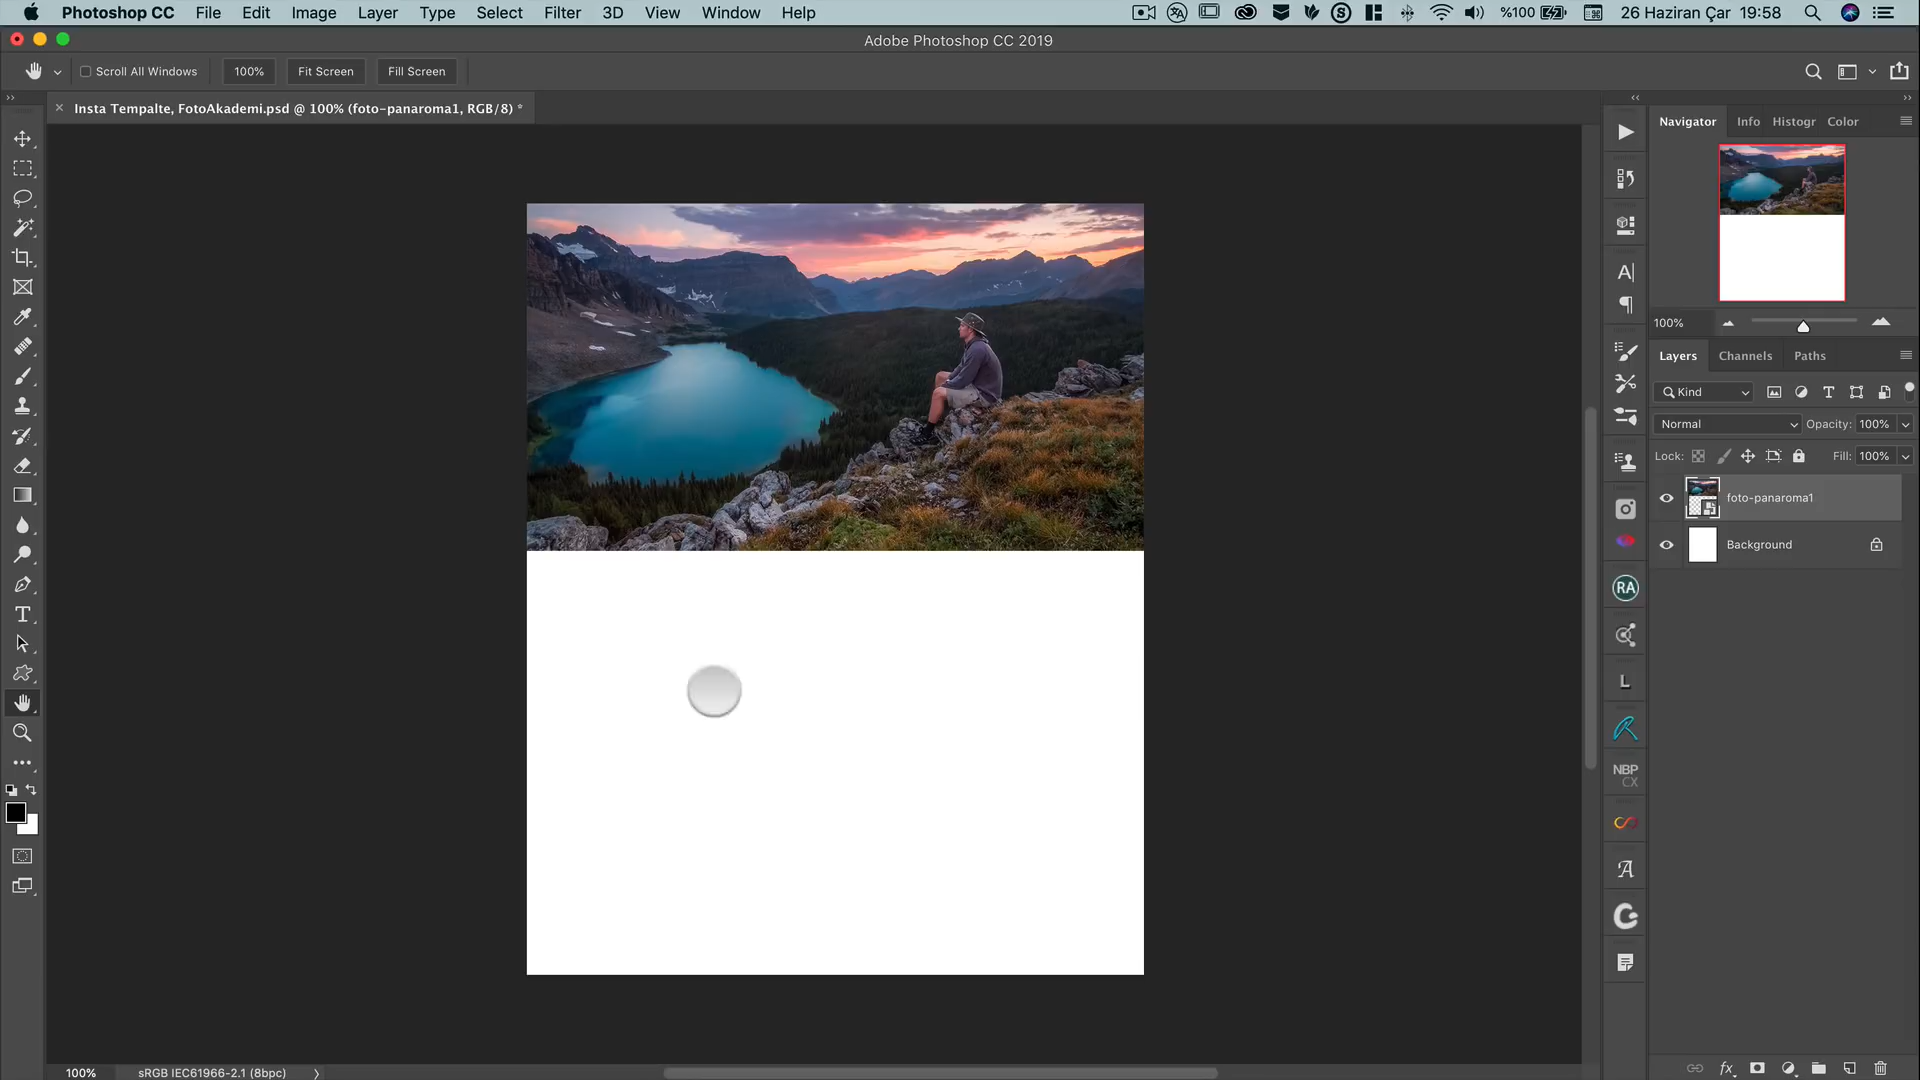 Photoshop CC File Edit Image Layer Type Select Filter 3D View Window Help %100 26 Haziran Çar 19:58
Adobe Photoshop CC 2019
Scroll All Windows 100% Fit Screen Fill Screen
Insta Tempalte, FotoAkademi.psd @ 100% (foto-panaroma1, RGB/8) *
Navigator Info Histogr Color
100%
Layers Channels Paths
Kind
Normal Opacity: 100%
Lock: Fill: 100%
foto-panaroma1
Background
RA
L
NBP
CX
100% sRGB IEC61966-2.1 (8bpc)